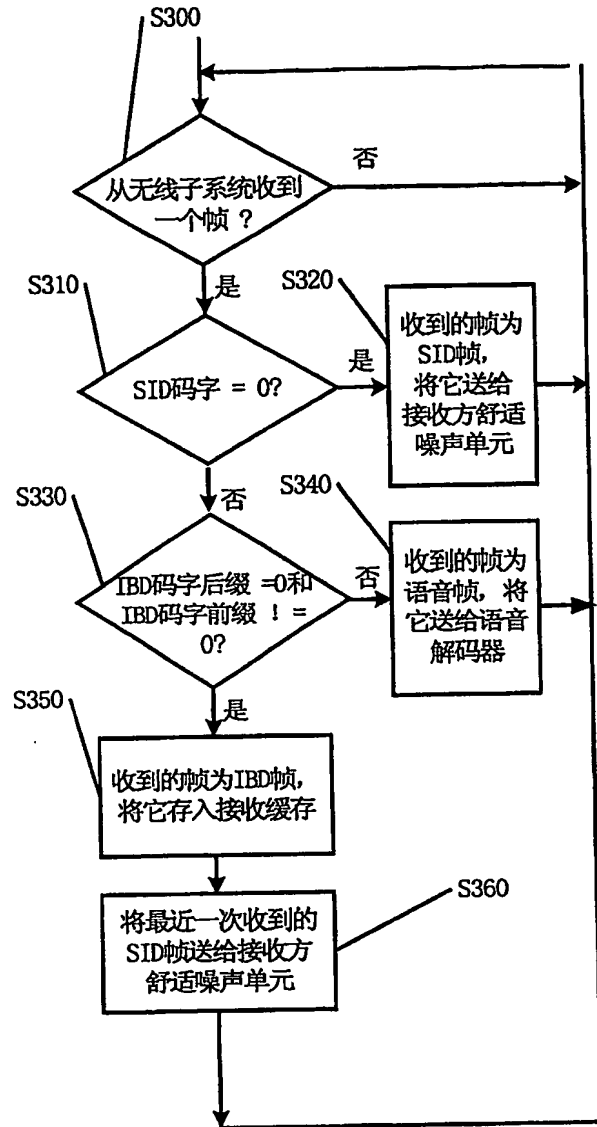 S300
从无线子系统收到
一个帧 ?
否
是
S310
SID码字 = 0?
是
S320
收到的帧为
SID帧,
将它送给
接收方舒适
噪声单元
否
S330
IBD码字后缀 =0和
IBD码字前缀 ! =
0?
否
S340
收到的帧为
语音帧, 将
它送给语音
解码器
是
S350
收到的帧为IBD帧,
将它存入接收缓存
S360
将最近一次收到的
SID帧送给接收方
舒适噪声单元